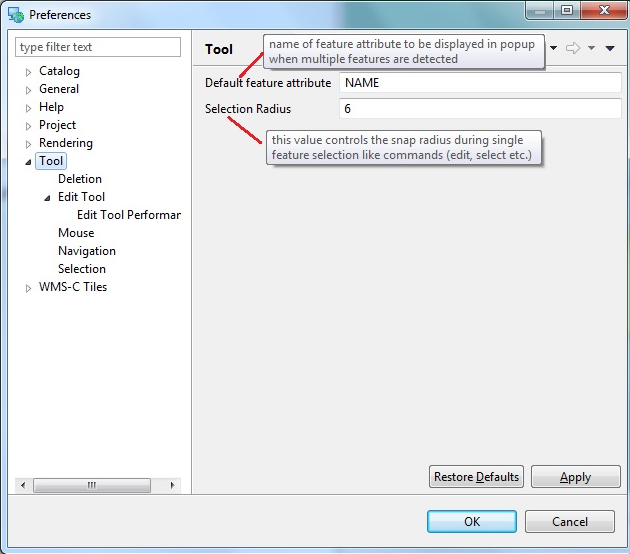 Preferences
type filter text
Catalog
General
Help
Project
Rendering
Tool
Deletion
Edit Tool
Edit Tool Performar
Mouse
Navigation
Selection
WMS-C Tiles
Tool
name of feature attribute to be displayed in popup
when multiple features are detected
Default feature attribute NAME
Selection Radius 6
this value controls the snap radius during single
feature selection like commands (edit, select etc.)
Restore Defaults Apply
OK Cancel